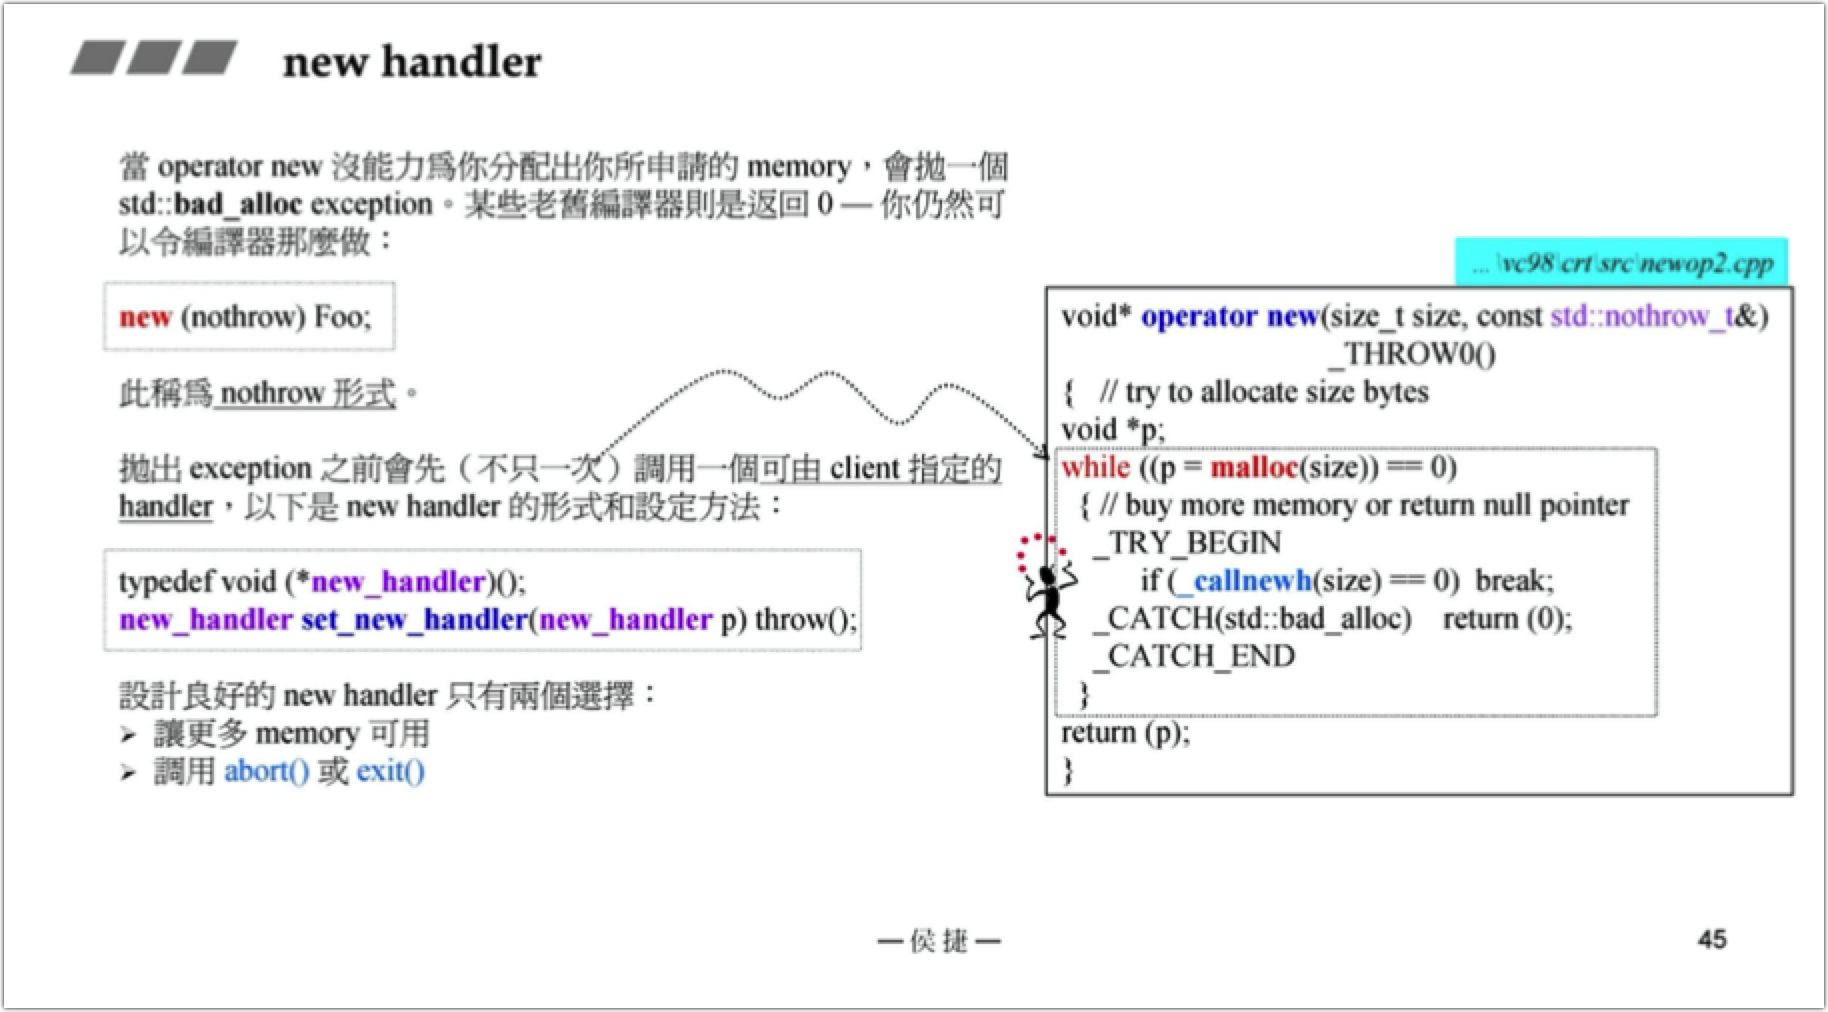 new handler
當 operator new 沒能力爲你分配出你所申請的 memory，會拋一個
std::bad_alloc exception。某些老舊編譯器則是返回 0 — 你仍然可
以令編譯器那麼做：
new (nothrow) Foo;
此稱爲 nothrow 形式。
拋出 exception 之前會先（不只一次）調用一個可由 client 指定的
handler，以下是 new handler 的形式和設定方法：
typedef void (*new_handler)();
new_handler set_new_handler(new_handler p) throw();
設計良好的 new handler 只有兩個選擇：
➢ 讓更多 memory 可用
➢ 調用 abort() 或 exit()
...\vc98\crt\src\newop2.cpp
void* operator new(size_t size, const std::nothrow_t&)
_THROW0()
{ // try to allocate size bytes
void *p;
while ((p = malloc(size)) == 0)
{ // buy more memory or return null pointer
_TRY_BEGIN
if (_callnewh(size) == 0) break;
_CATCH(std::bad_alloc) return (0);
_CATCH_END
}
return (p);
}
— 侯 捷 —
45